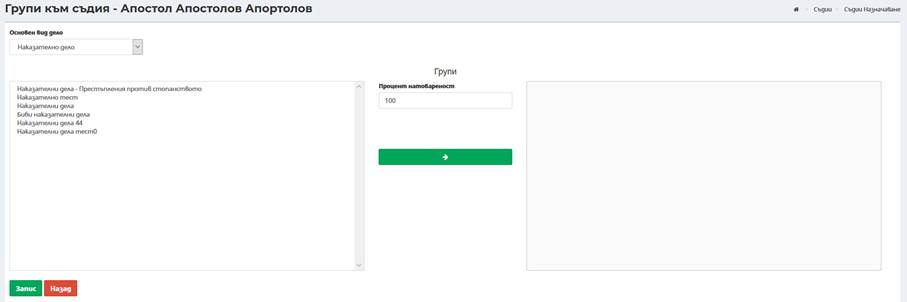 Групи към съдия - Апостол Апостолов Апортолов
Съдии
Съдии Назначаване
Основен вид дело
Наказателно дело
Групи
Наказателни дела - Престъпления против стопанството
Наказателно тест
Наказателни дела
Биби наказателни дела
Наказателни дела 44
Наказателни дела тест0
Процент натовареност
100
Запис
Назад